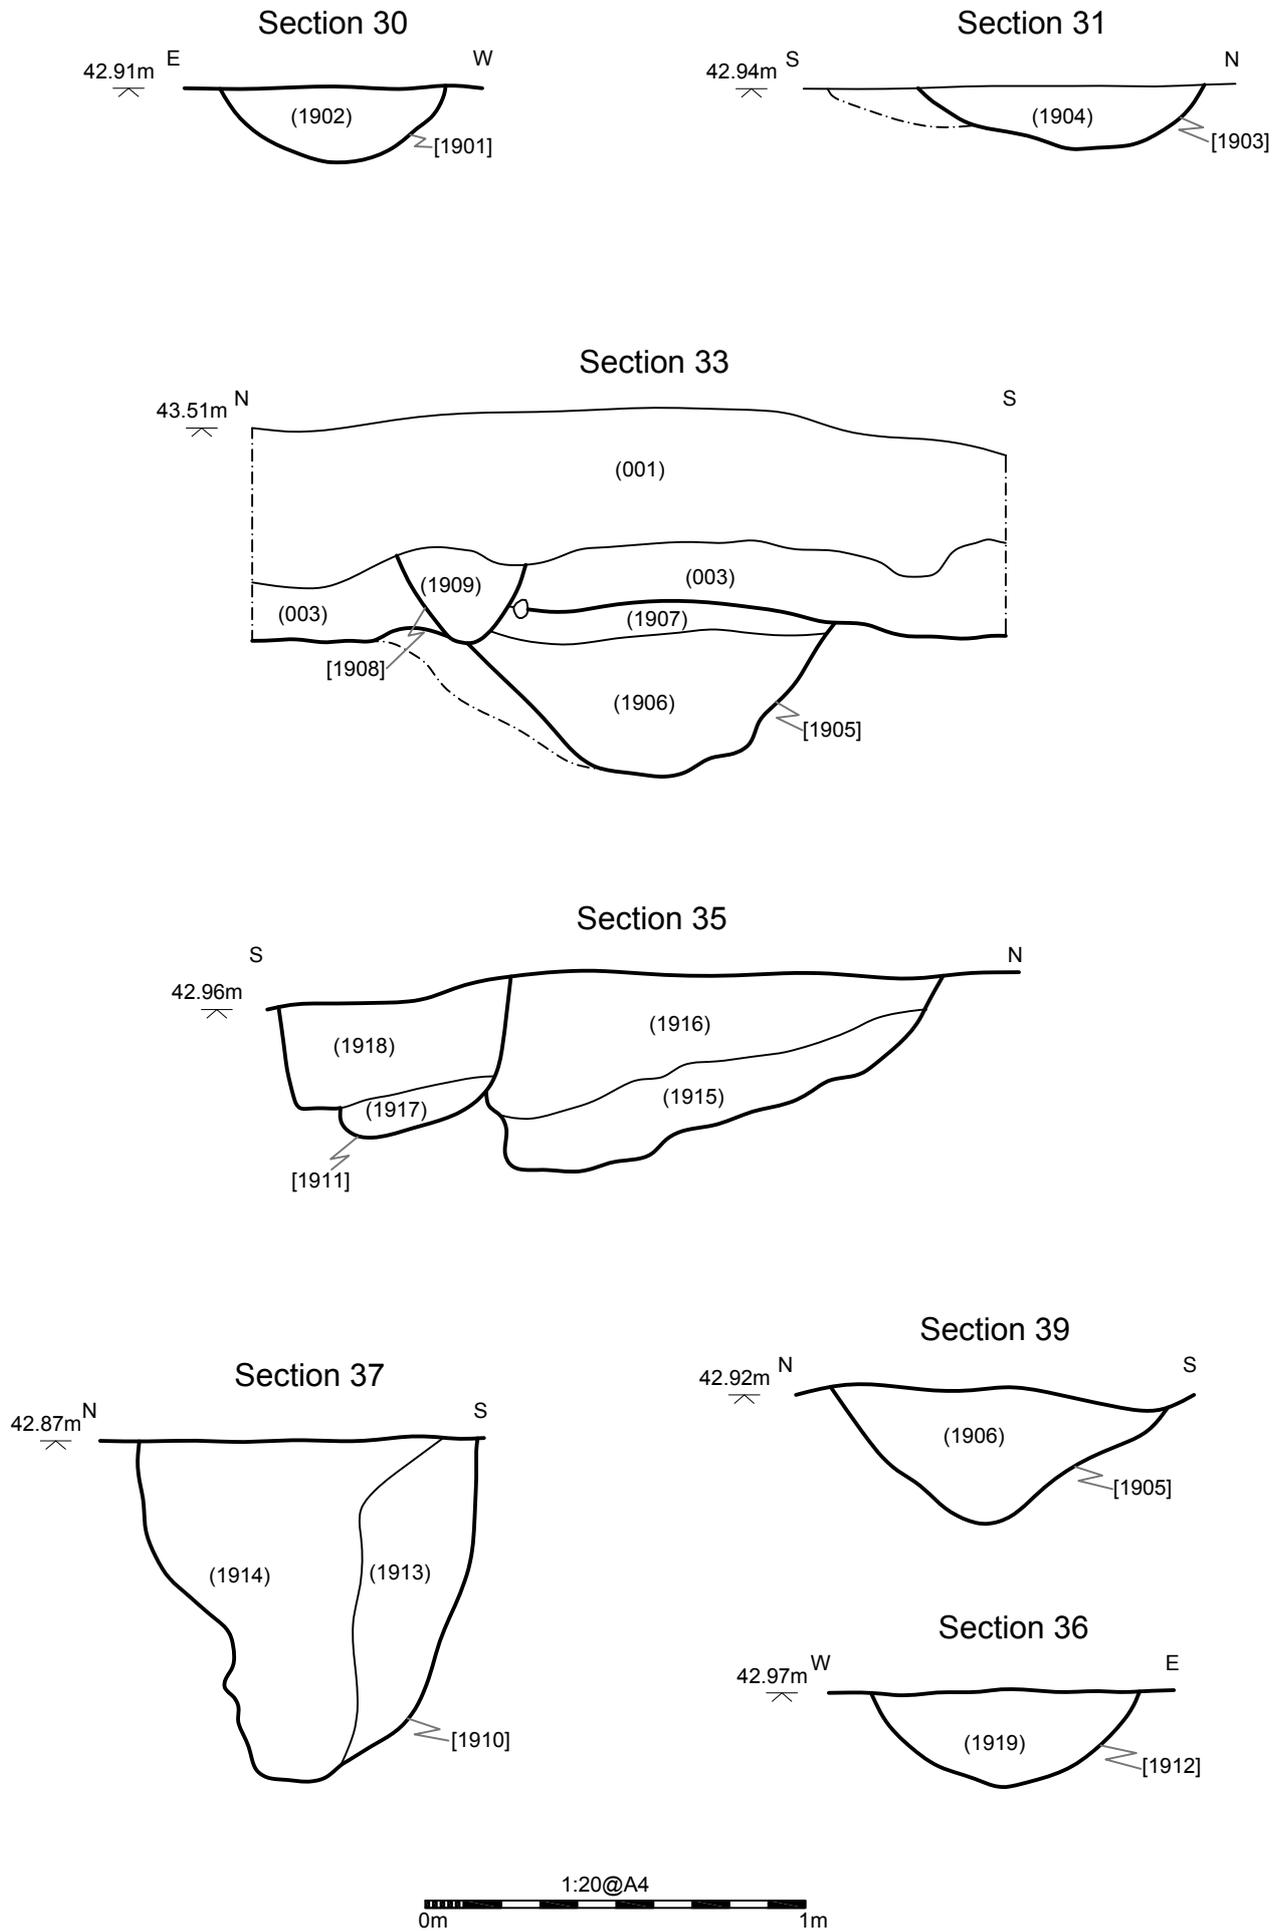 Section 30
E
W
42.91m
(1902)
[1901]
Section 31
S
N
42.94m
(1904)
[1903]
Section 33
N
S
43.51m
(001)
(1909)
(003)
(003)
(1907)
[1908]
(1906)
[1905]
Section 35
S
N
42.96m
(1918)
(1916)
(1917)
(1915)
[1911]
Section 37
N
S
42.87m
(1914)
(1913)
[1910]
Section 39
N
S
42.92m
(1906)
[1905]
Section 36
W
E
42.97m
(1919)
[1912]
1:20@A4
0m
1m